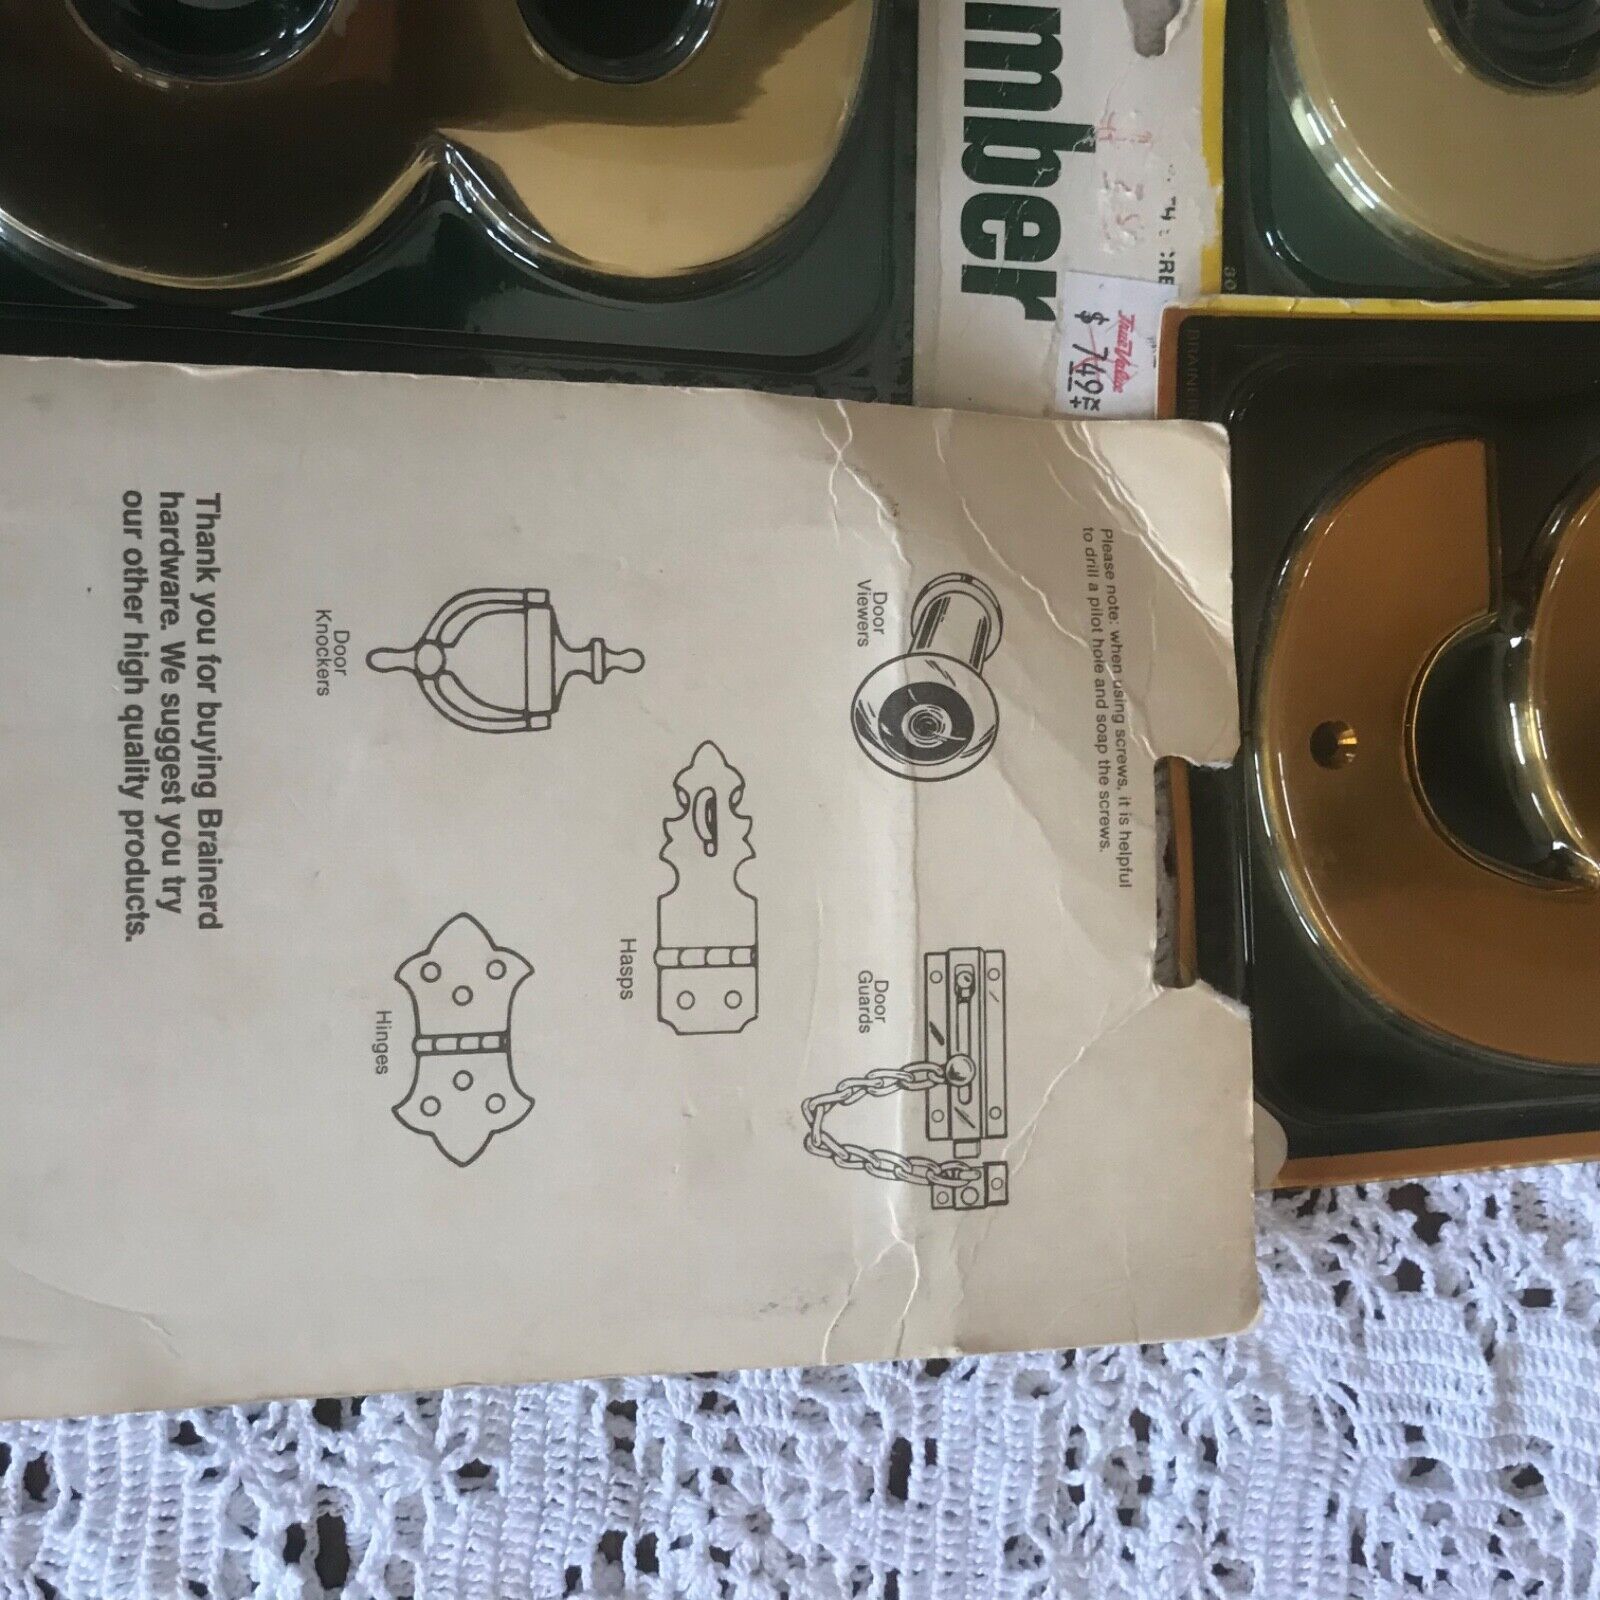 mber
True Value
$ 7.49
BRAINERD
Please note: when using screws, it is helpful
to drill a pilot hole and soap the screws.
Door
Viewers
Door
Guards
Hasps
Door
Knockers
Hinges
Thank you for buying Brainerd
hardware. We suggest you try
our other high quality products.